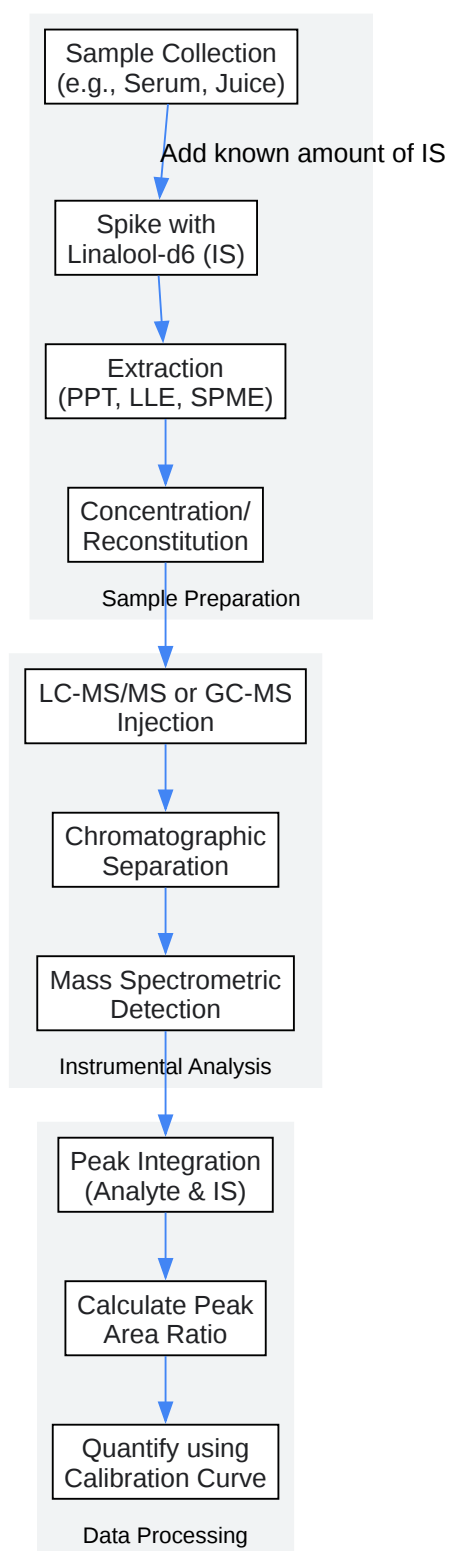 Sample Collection
(e.g., Serum, Juice)
Add known amount of IS
Spike with
Linalool-d6 (IS)
Extraction
(PPT, LLE, SPME)
Concentration/
Reconstitution
Sample Preparation
LC-MS/MS or GC-MS
Injection
Chromatographic
Separation
Mass Spectrometric
Detection
Instrumental Analysis
Peak Integration
(Analyte & IS)
Calculate Peak
Area Ratio
Quantify using
Calibration Curve
Data Processing